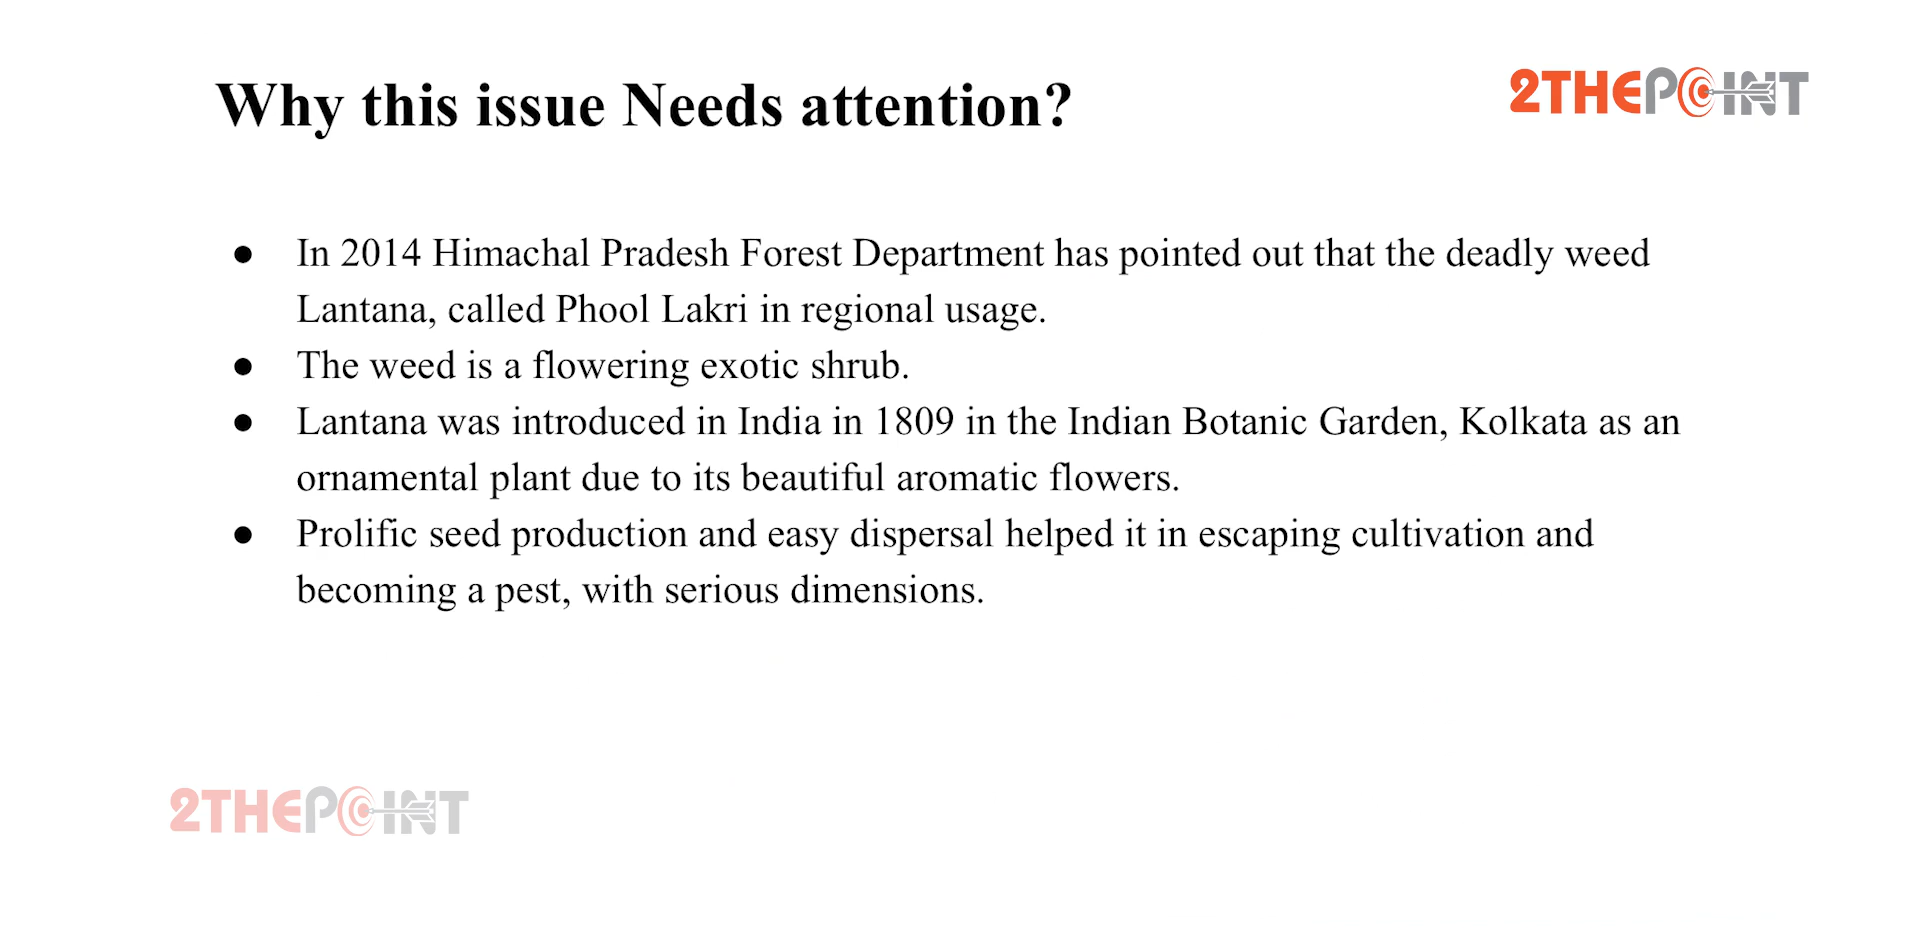 Why this issue Needs attention?
2THEPOINT
● In 2014 Himachal Pradesh Forest Department has pointed out that the deadly weed
Lantana, called Phool Lakri in regional usage.
● The weed is a flowering exotic shrub.
● Lantana was introduced in India in 1809 in the Indian Botanic Garden, Kolkata as an
ornamental plant due to its beautiful aromatic flowers.
● Prolific seed production and easy dispersal helped it in escaping cultivation and
becoming a pest, with serious dimensions.
2THEPOINT